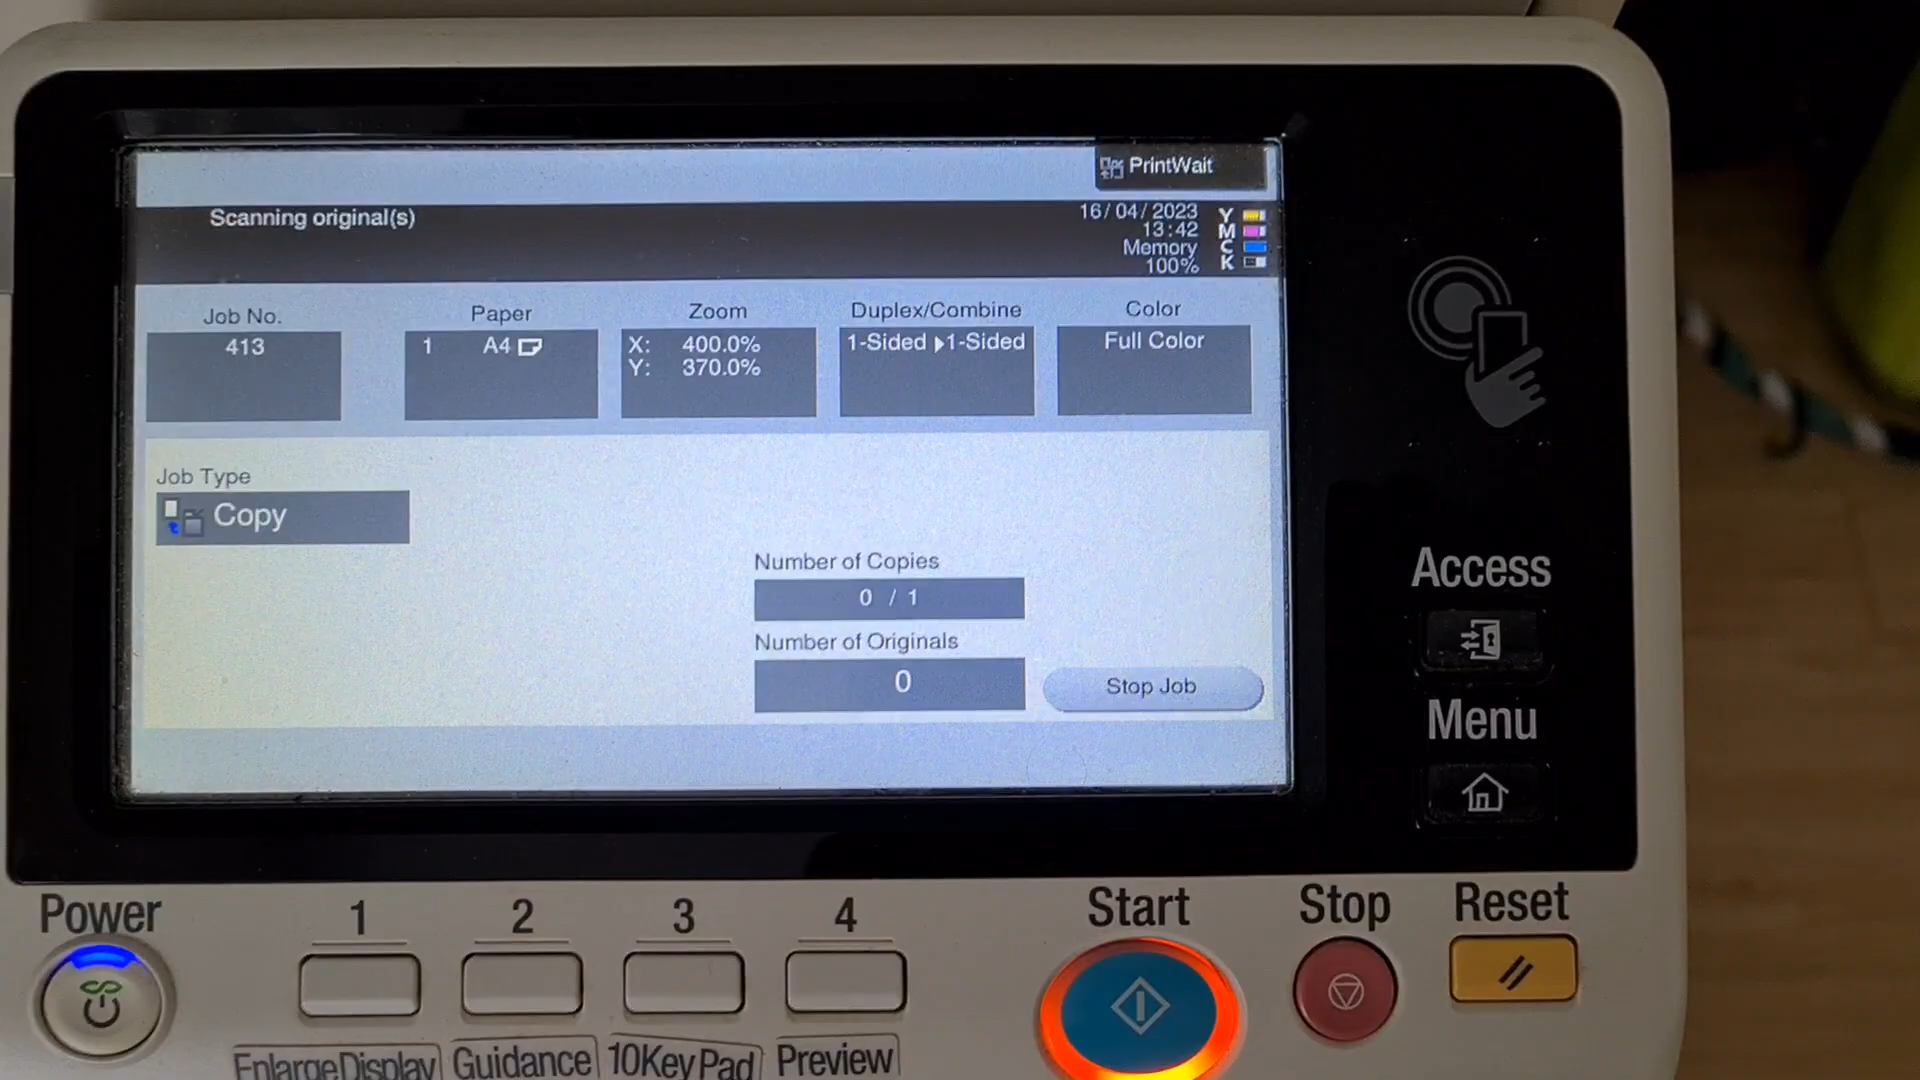 PrintWait
Scanning original(s)
16/04/2023
13:42
Memory
100%
Y
M
C
K
Job No.
413
Paper
1 A4
Zoom
X: 400.0%
Y: 370.0%
Duplex/Combine
1-Sided ▶1-Sided
Color
Full Color
Job Type
Copy
Number of Copies
0 / 1
Number of Originals
0
Stop Job
Access
Menu
Power
1
2
3
4
Start
Stop
Reset
EnlargeDisplay
Guidance
10KeyPad
Preview